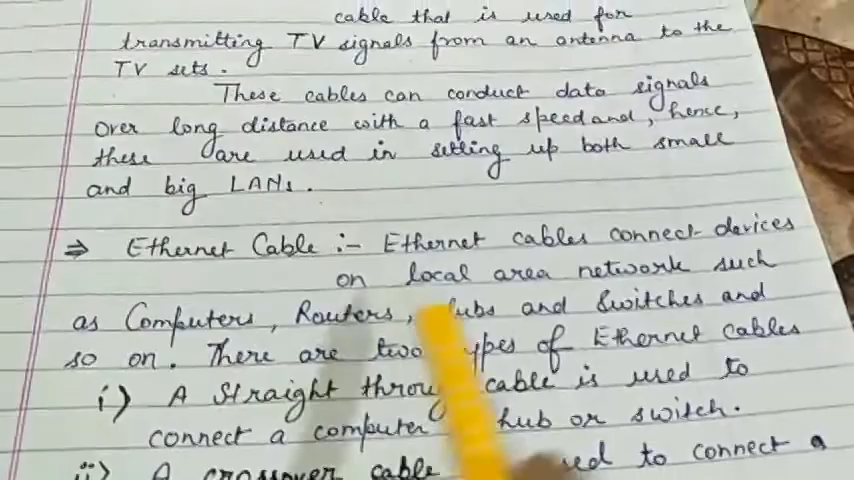 cable that is used for
transmitting TV signals from an antenna to the
TV sets.
These cables can conduct data signals
over long distance with a fast speed and, hence,
these are used in setting up both small
and big LANs.
⇒ Ethernet Cable :- Ethernet cables connect devices
on local area network such
as Computers, Routers, ubs and Switches and
so on. There are two ypes of Ethernet cables
i) A Straight throug cable is used to
connect a computer hub or switch.
ii) A crossover cable ed to connect a